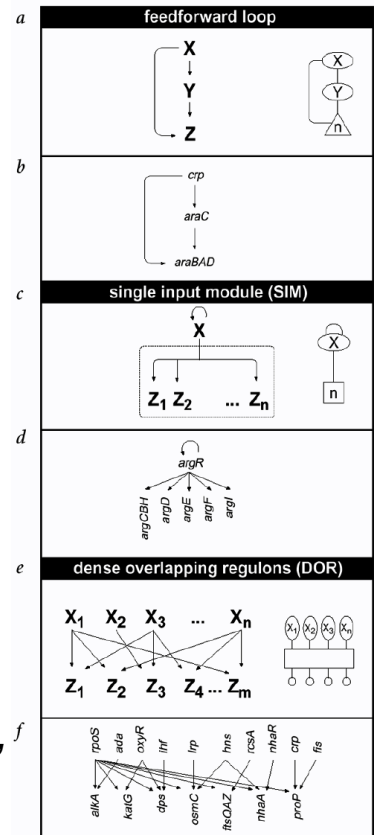 a
feedforward loop
X
Y
Z
X
Y
n
b
crp
araC
araBAD
c
single input module (SIM)
X
Z1 Z2 ... Zn
X
n
d
argR
argCBH argD argE argF argI
e
dense overlapping regulons (DOR)
X1 X2 X3 ... Xn
Z1 Z2 Z3 Z4 ... Zm
X1 X2 X3 Xn
f
rpoS ada oxyR ihf lrp hns rcsA nhaR crp fis
alkA katG dps osmC ftsQAZ nhaA proP